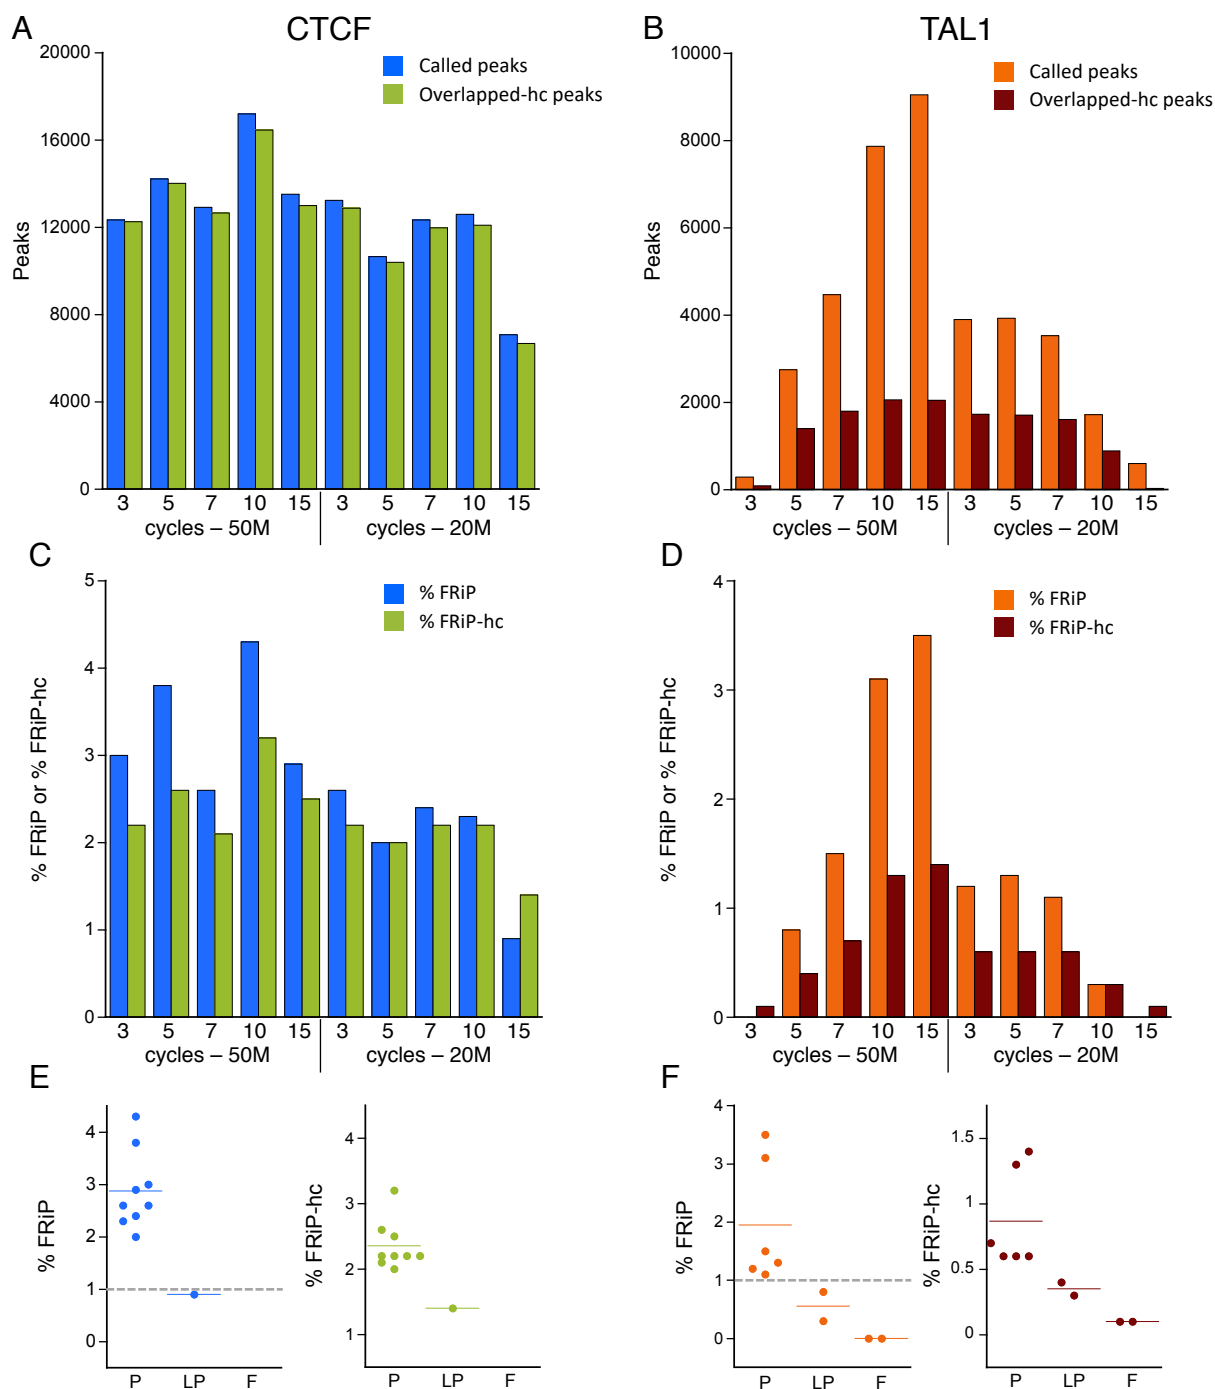 A
CTCF
B
TAL1
20000
16000
12000
8000
4000
0
Peaks
Called peaks
Overlapped-hc peaks
3 5 7 10 15 3 5 7 10 15
cycles – 50M cycles – 20M
10000
8000
6000
4000
2000
0
Peaks
Called peaks
Overlapped-hc peaks
3 5 7 10 15 3 5 7 10 15
cycles – 50M cycles – 20M
C
5
4
3
2
1
0
% FRiP or % FRiP-hc
% FRiP
% FRiP-hc
3 5 7 10 15 3 5 7 10 15
cycles – 50M cycles – 20M
D
4
3
2
1
0
% FRiP or % FRiP-hc
% FRiP
% FRiP-hc
3 5 7 10 15 3 5 7 10 15
cycles – 50M cycles – 20M
E
4
3
2
1
0
% FRiP
P LP F
4
3
2
1
% FRiP-hc
P LP F
F
4
3
2
1
0
% FRiP
P LP F
1.5
1
0.5
0
% FRiP-hc
P LP F